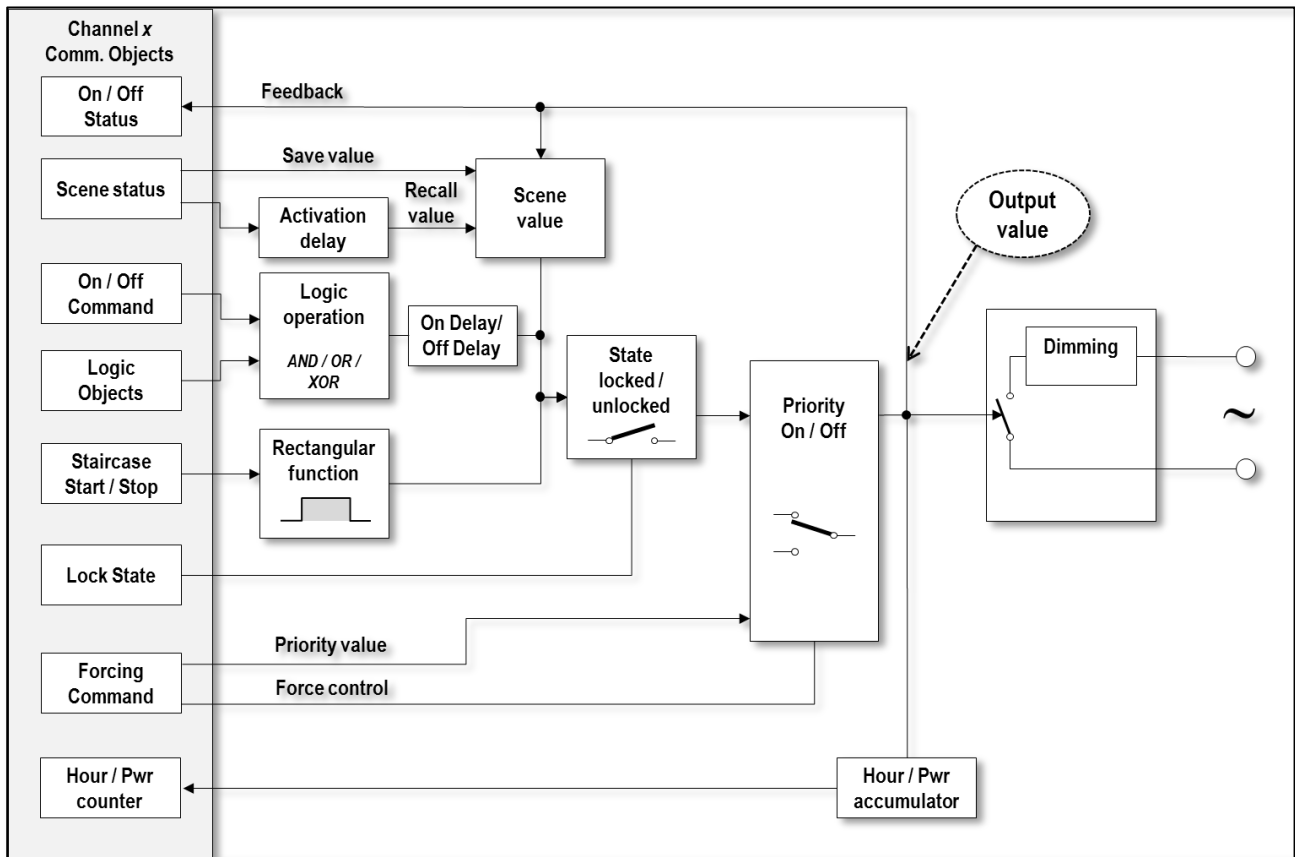 Channel x
Comm. Objects
On / Off
Status
Feedback
Scene status
Save value
Recall
value
Activation
delay
Scene
value
Output
value
On / Off
Command
Logic
operation
AND / OR /
XOR
On Delay/
Off Delay
Logic
Objects
State
locked /
unlocked
Priority
On / Off
Dimming
~
Staircase
Start / Stop
Rectangular
function
Lock State
Forcing
Command
Priority value
Force control
Hour / Pwr
counter
Hour / Pwr
accumulator